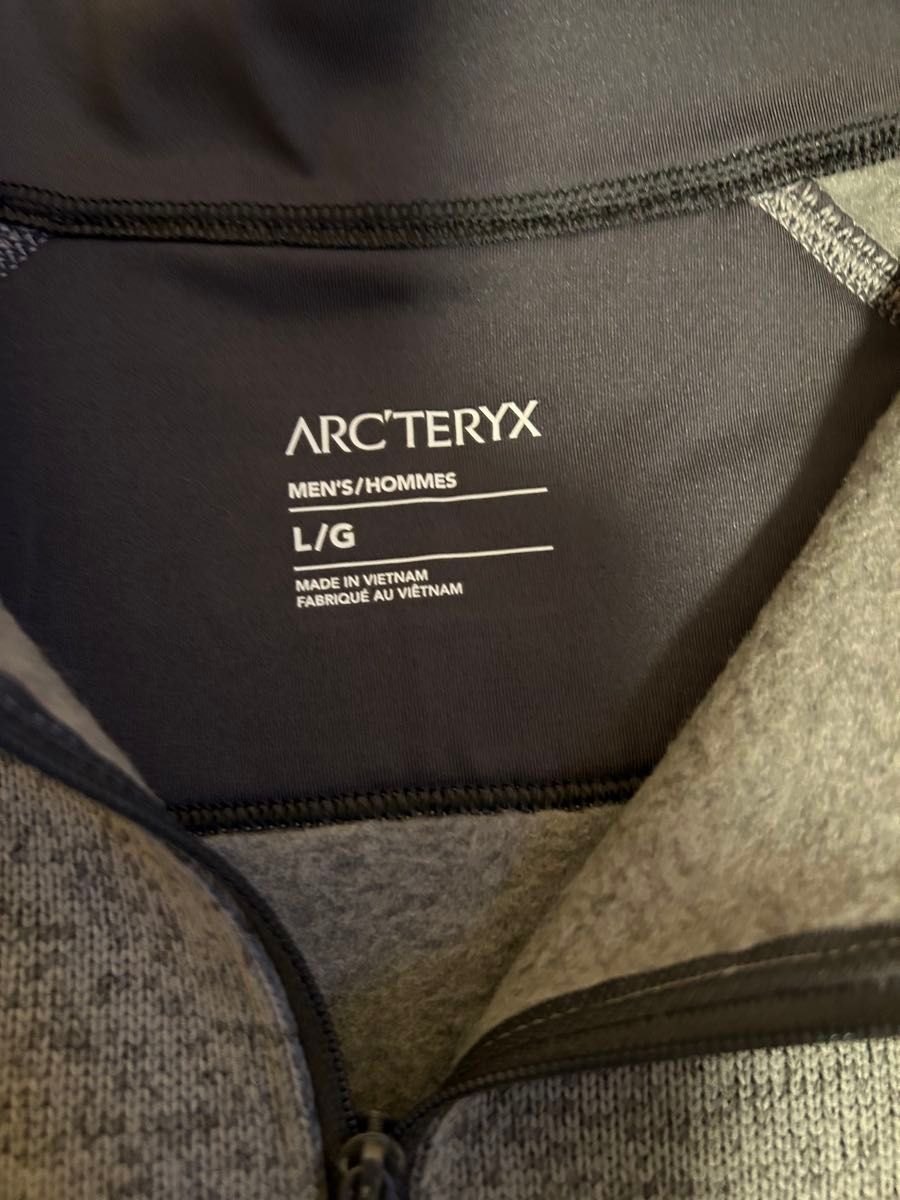 ARC'TERYX
MEN'S/HOMMES
L/G
MADE IN VIETNAM
FABRIQUÉ AU VIÊTNAM